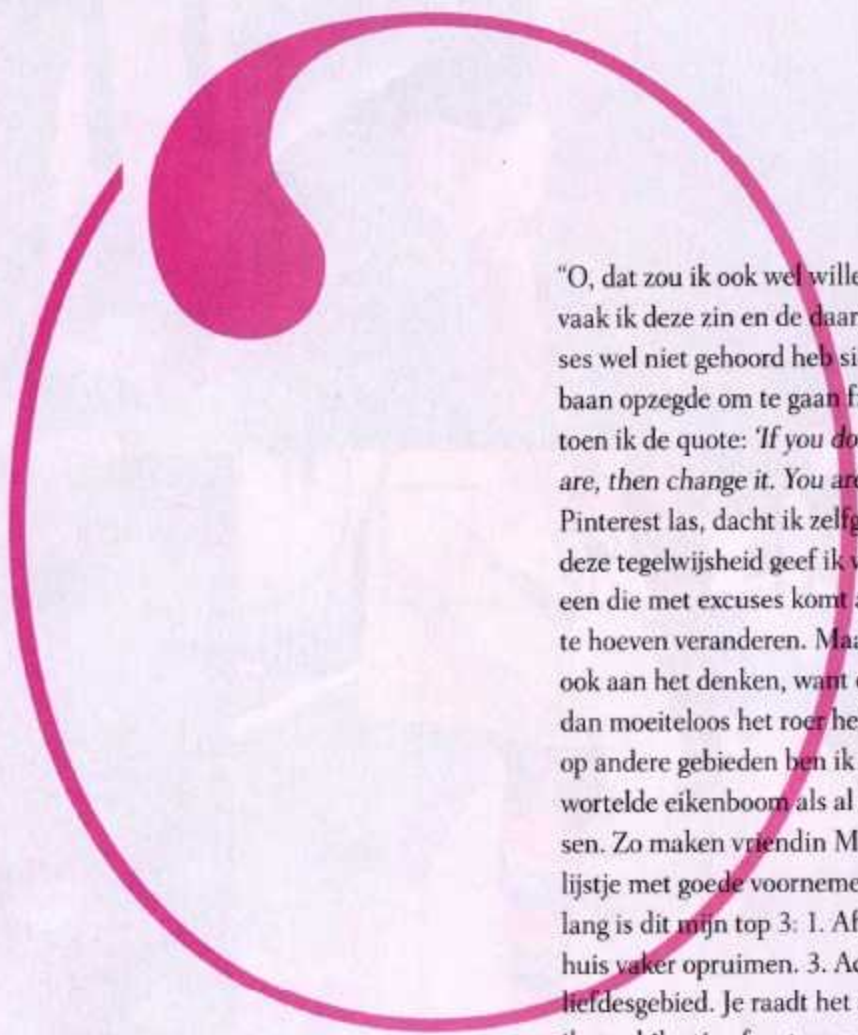 "O, dat zou ik ook wel wille
vaak ik deze zin en de daar
ses wel niet gehoord heb si
baan opzegde om te gaan f
toen ik de quote: 'If you do
are, then change it. You are
Pinterest las, dacht ik zelfg
deze tegelwijsheid geef ik v
een die met excuses komt a
te hoeven veranderen. Maa
ook aan het denken, want
dan moeiteloos het roer he
op andere gebieden ben ik
wortelde eikenboom als al
sen. Zo maken vriendin M
lijstje met goede voorneme
lang is dit mijn top 3: 1. Af
huis vaker opruimen. 3. Ac
liefdesgebied. Je raadt het